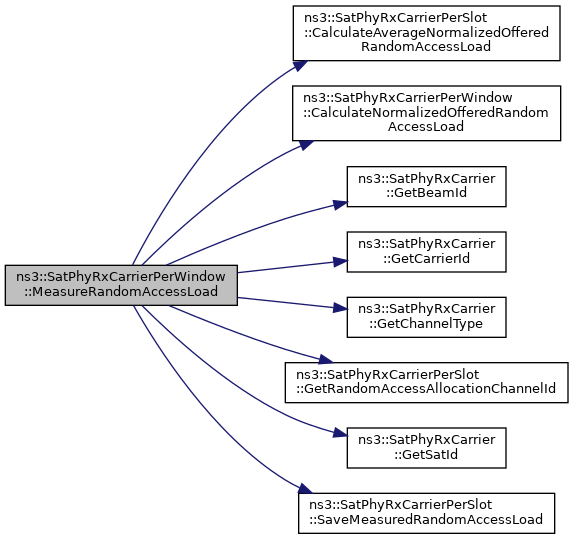 ns3::SatPhyRxCarrierPerSlot
::CalculateAverageNormalizedOffered
RandomAccessLoad
ns3::SatPhyRxCarrierPerWindow
::CalculateNormalizedOfferedRandom
AccessLoad
ns3::SatPhyRxCarrier
::GetBeamId
ns3::SatPhyRxCarrier
::GetCarrierId
ns3::SatPhyRxCarrierPerWindow
::MeasureRandomAccessLoad
ns3::SatPhyRxCarrier
::GetChannelType
ns3::SatPhyRxCarrierPerSlot
::GetRandomAccessAllocationChannelId
ns3::SatPhyRxCarrier
::GetSatId
ns3::SatPhyRxCarrierPerSlot
::SaveMeasuredRandomAccessLoad